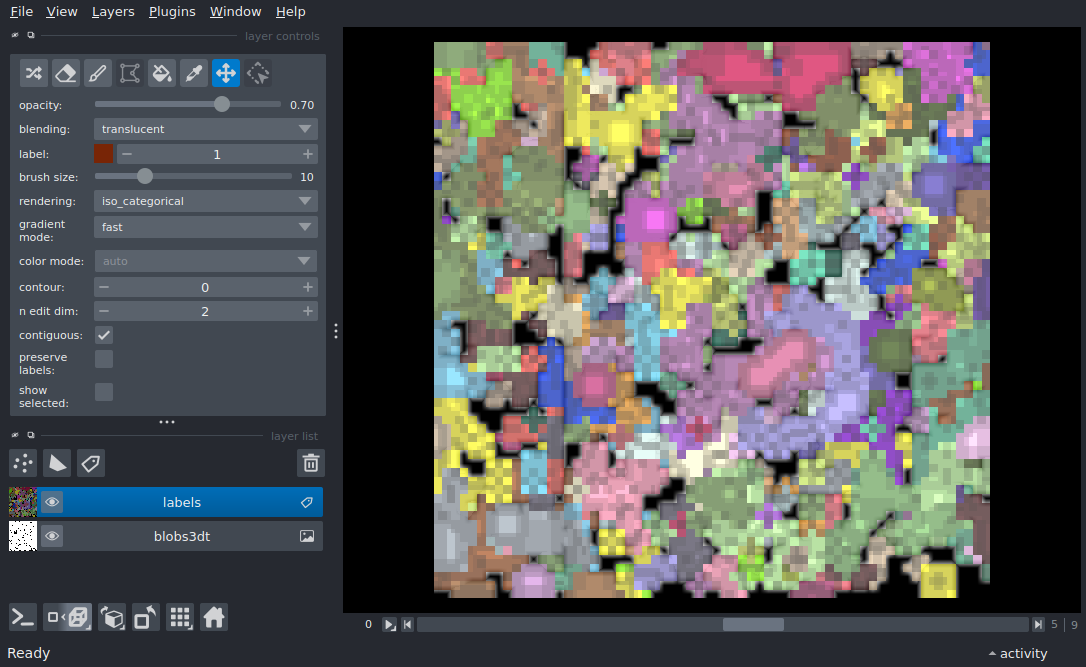 File View Layers Plugins Window Help
layer controls
opacity: 0.70
blending: translucent
label: 1
brush size: 10
rendering: iso_categorical
gradient
mode: fast
color mode: auto
contour: 0
n edit dim: 2
contiguous:
preserve
labels:
show
selected:
layer list
labels
blobs3dt
0 5 9
Ready activity